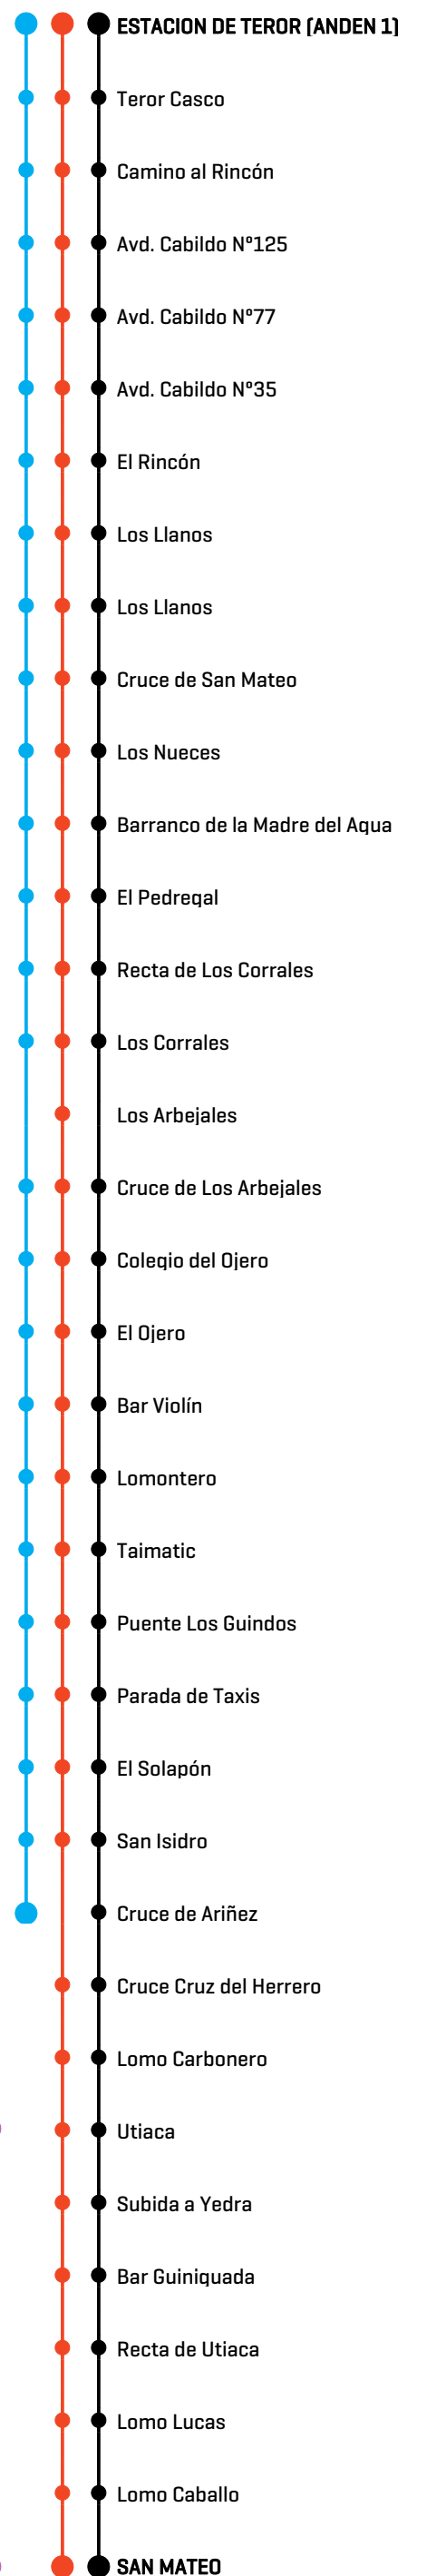 ESTACION DE TEROR (ANDEN 1)
Teror Casco
Camino al Rincón
Avd. Cabildo Nº125
Avd. Cabildo Nº77
Avd. Cabildo Nº35
El Rincón
Los Llanos
Los Llanos
Cruce de San Mateo
Los Nueces
Barranco de la Madre del Agua
El Pedregal
Recta de Los Corrales
Los Corrales
Los Arbejales
Cruce de Los Arbejales
Colegio del Ojero
El Ojero
Bar Violín
Lomontero
Taimatic
Puente Los Guindos
Parada de Taxis
El Solapón
San Isidro
Cruce de Ariñez
Cruce Cruz del Herrero
Lomo Carbonero
Utiaca
Subida a Yedra
Bar Guiniguada
Recta de Utiaca
Lomo Lucas
Lomo Caballo
SAN MATEO